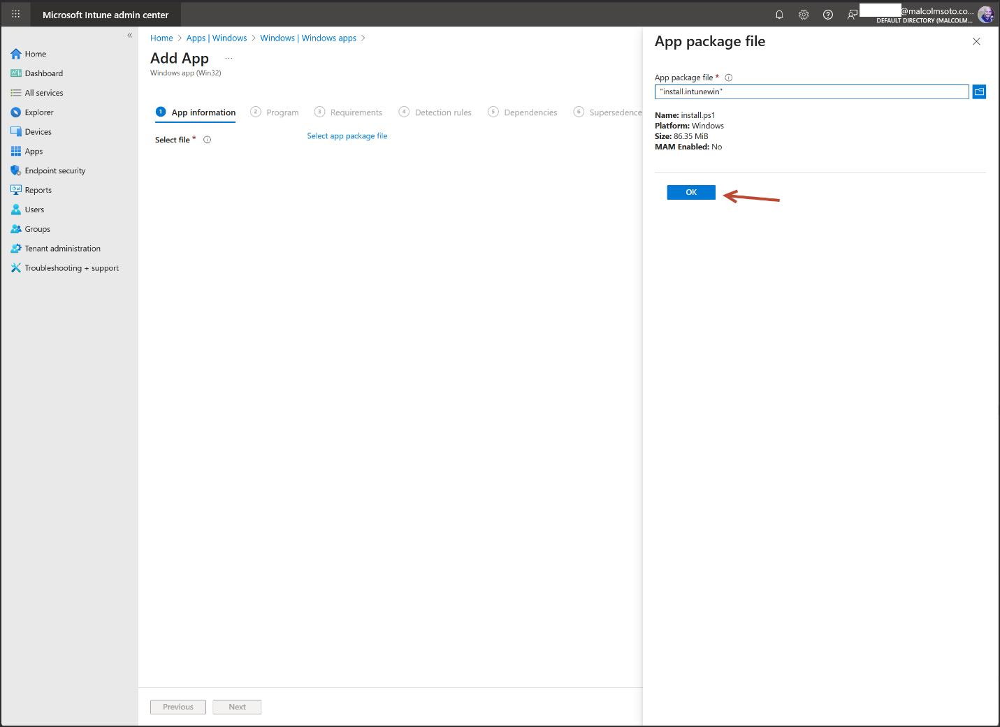 Microsoft Intune admin center
@malcolmsoto.co...
DEFAULT DIRECTORY (MALCOLM...
«
Home
Dashboard
All services
Explorer
Devices
Apps
Endpoint security
Reports
Users
Groups
Tenant administration
Troubleshooting + support
Home > Apps | Windows > Windows | Windows apps >
Add App ...
Windows app (Win32)
1 App information 2 Program 3 Requirements 4 Detection rules 5 Dependencies 6 Supersedence
Select file * Select app package file
Previous Next
App package file
App package file *
"install.intunewin"
Name: install.ps1
Platform: Windows
Size: 86.35 MiB
MAM Enabled: No
OK